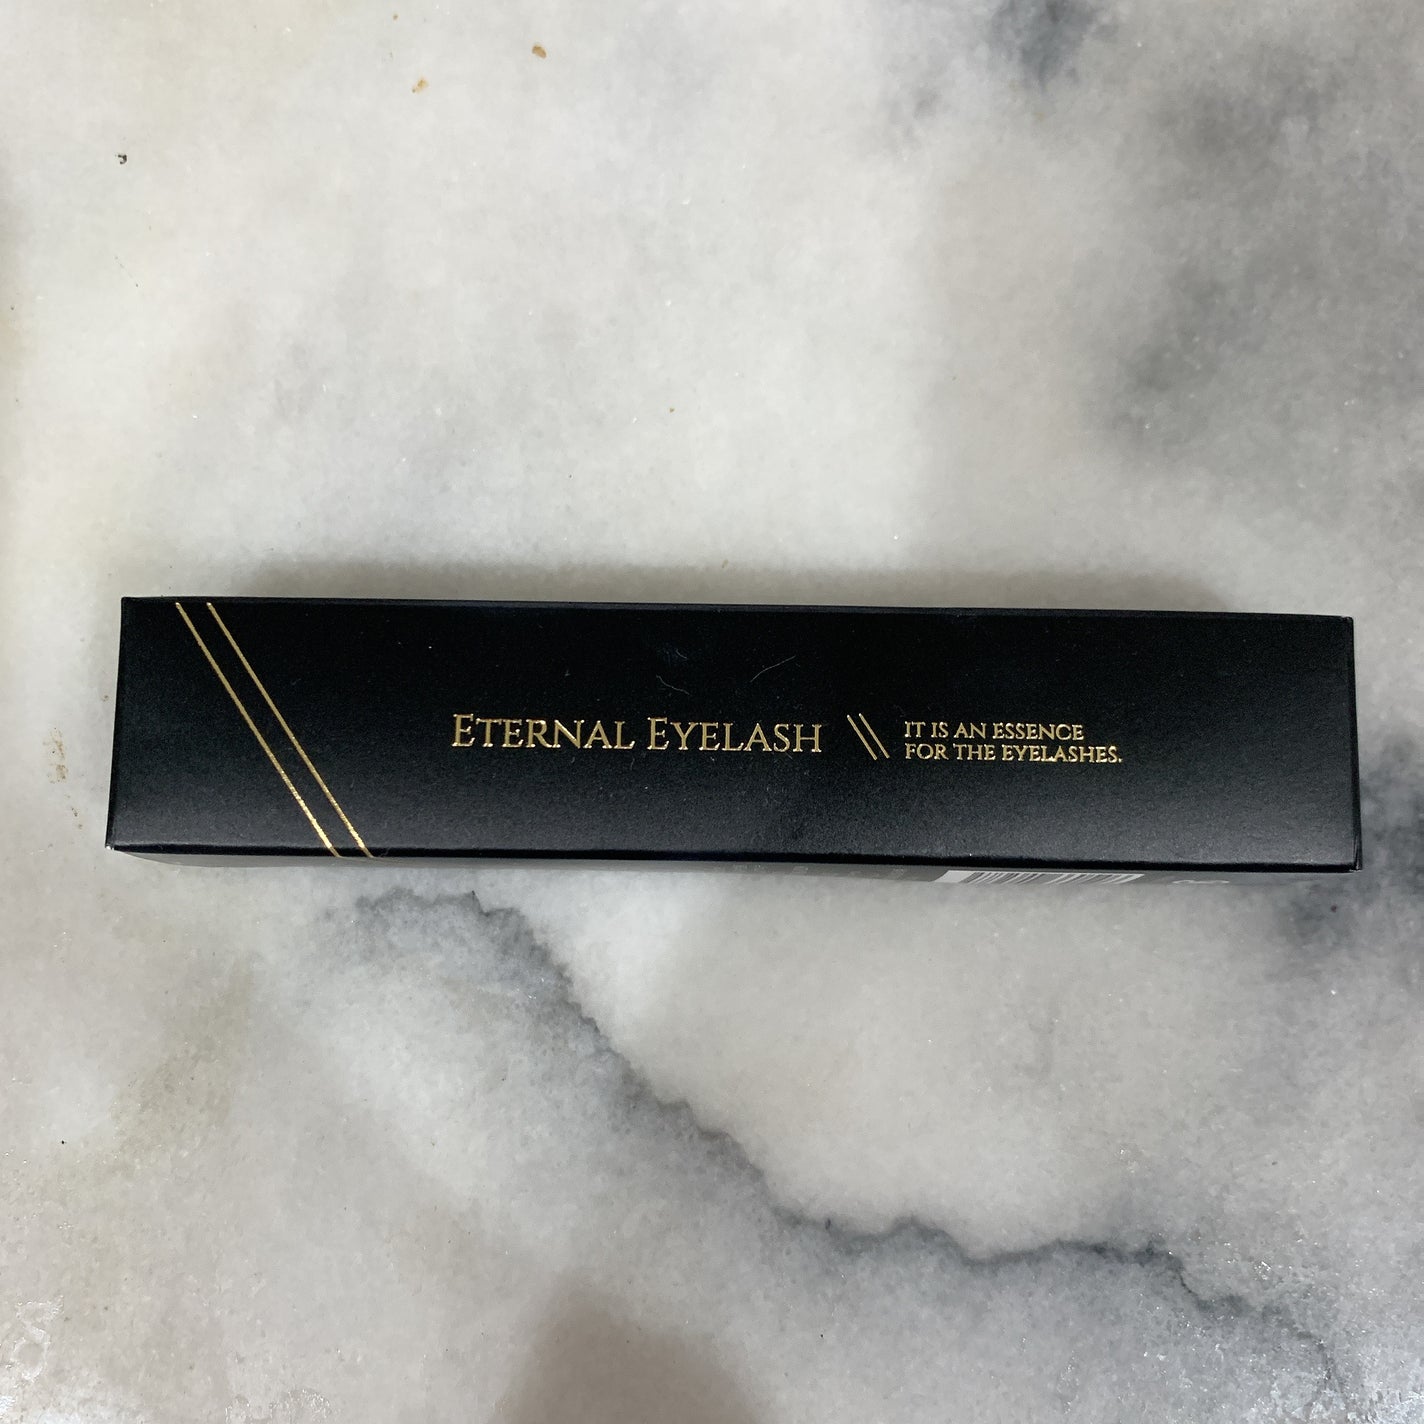 ETERNAL EYELASH
IT IS AN ESSENCE
FOR THE EYELASHES.